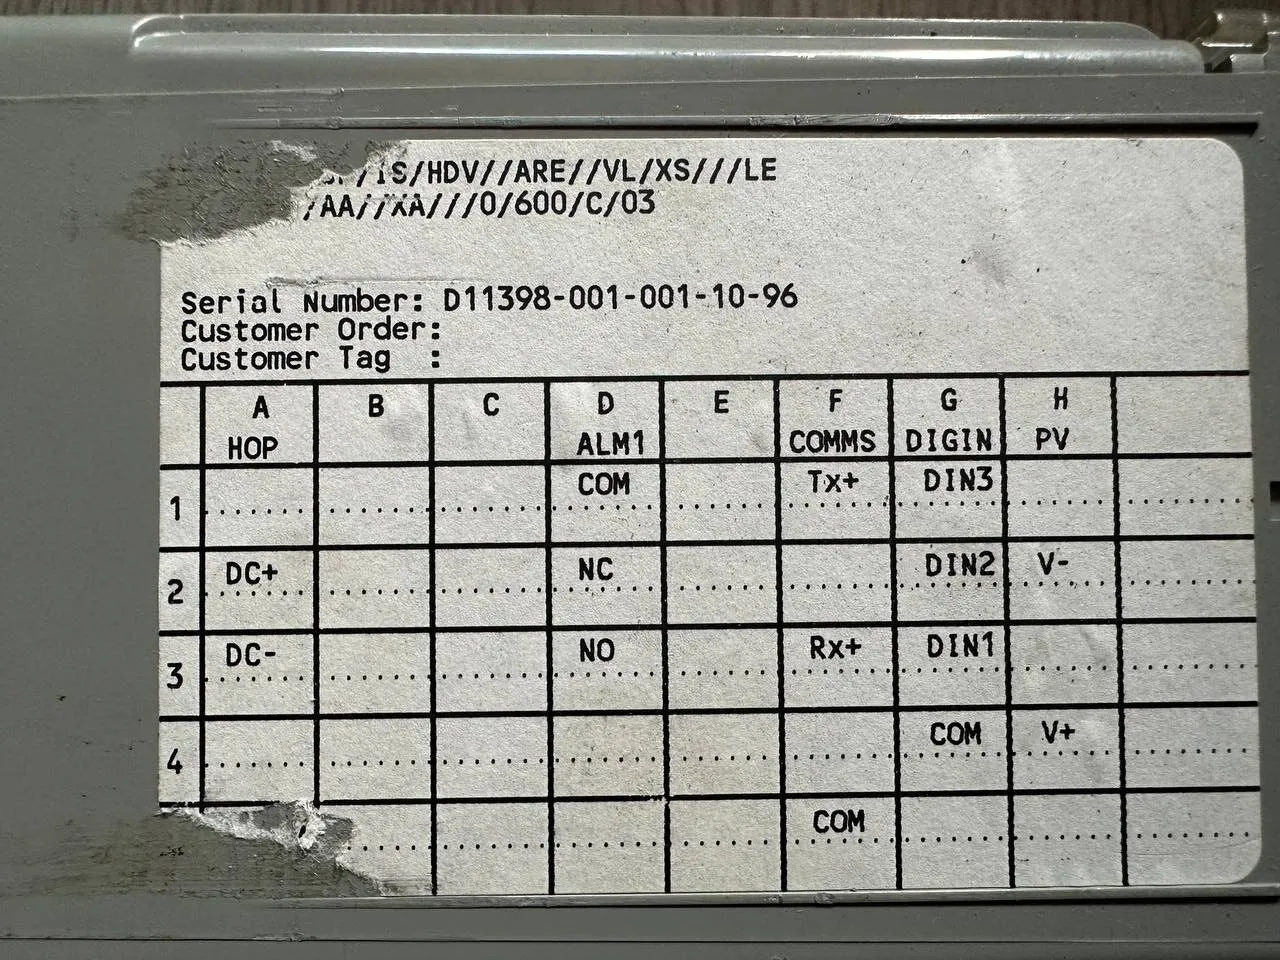 /IS/HDV//ARE//VL/XS///LE
/AA//XA///0/600/C/03
Serial Number: D11398-001-001-10-96
Customer Order:
Customer Tag :
A B C D E F G H
HOP ALM1 COMMS DIGIN PV
1 COM Tx+ DIN3
2 DC+ NC DIN2 V-
3 DC- NO Rx+ DIN1
4 COM V+
COM